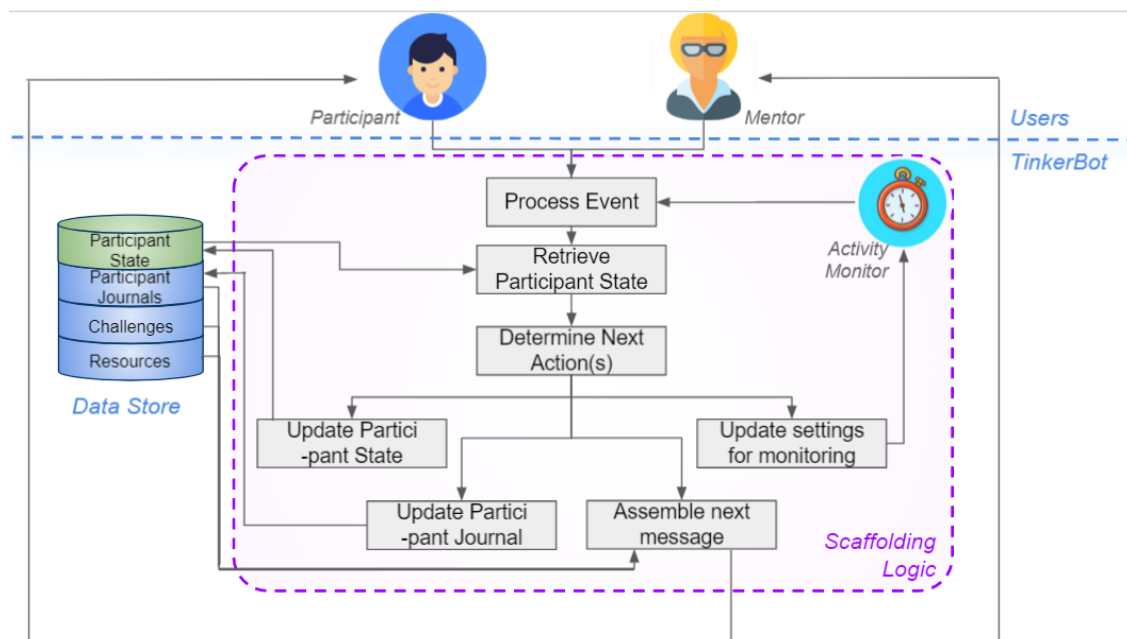 Participant
Mentor
Users
TinkerBot
Process Event
Activity
Monitor
Participant
State
Participant
Journals
Challenges
Resources
Data Store
Retrieve
Participant State
Determine Next
Action(s)
Update Partici
-pant State
Update settings
for monitoring
Update Partici
-pant Journal
Assemble next
message
Scaffolding
Logic